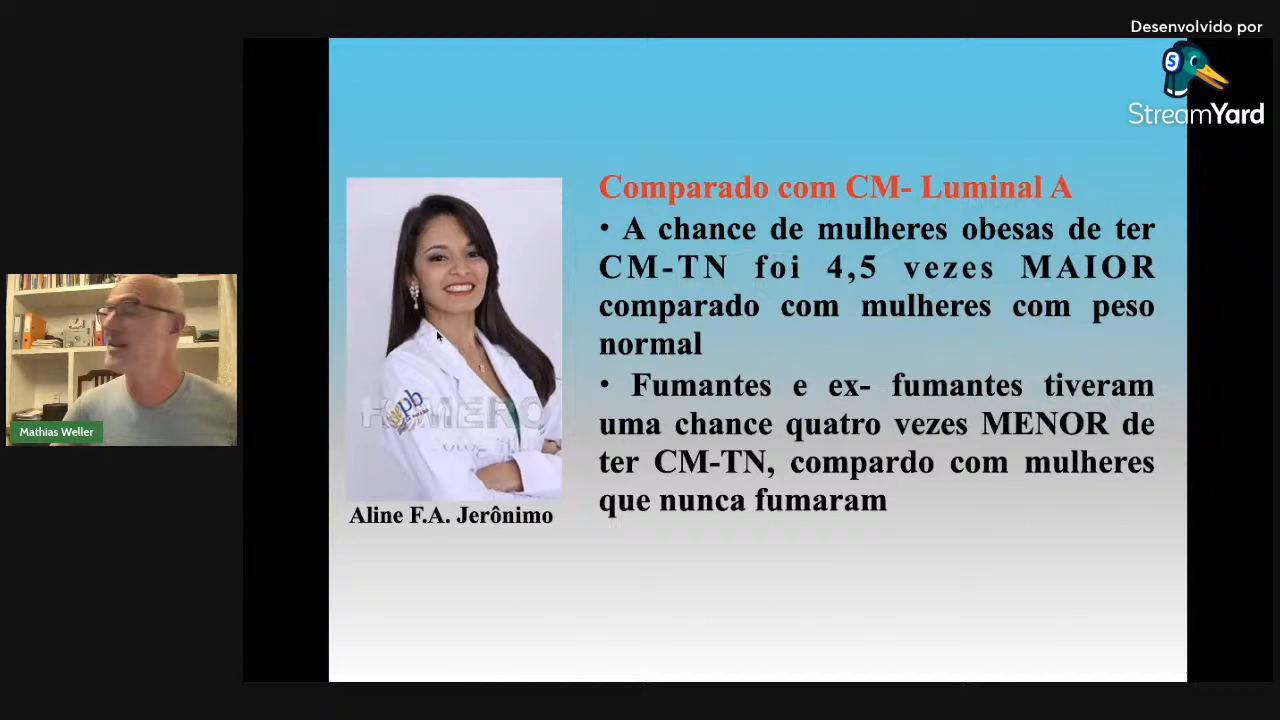 Desenvolvido por
StreamYard
Comparado com CM- Luminal A
• A chance de mulheres obesas de ter
CM-TN foi 4,5 vezes MAIOR
comparado com mulheres com peso
normal
• Fumantes e ex- fumantes tiveram
uma chance quatro vezes MENOR de
ter CM-TN, compardo com mulheres
que nunca fumaram
Aline F.A. Jerônimo
Mathias Weller